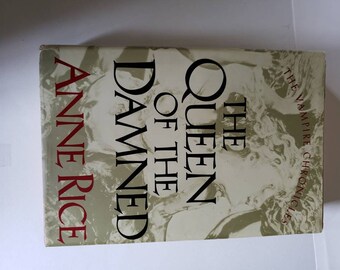 THE VAMPIRE CHRONICLES
THE
QUEEN
OF THE
DAMNED
ANNE RICE